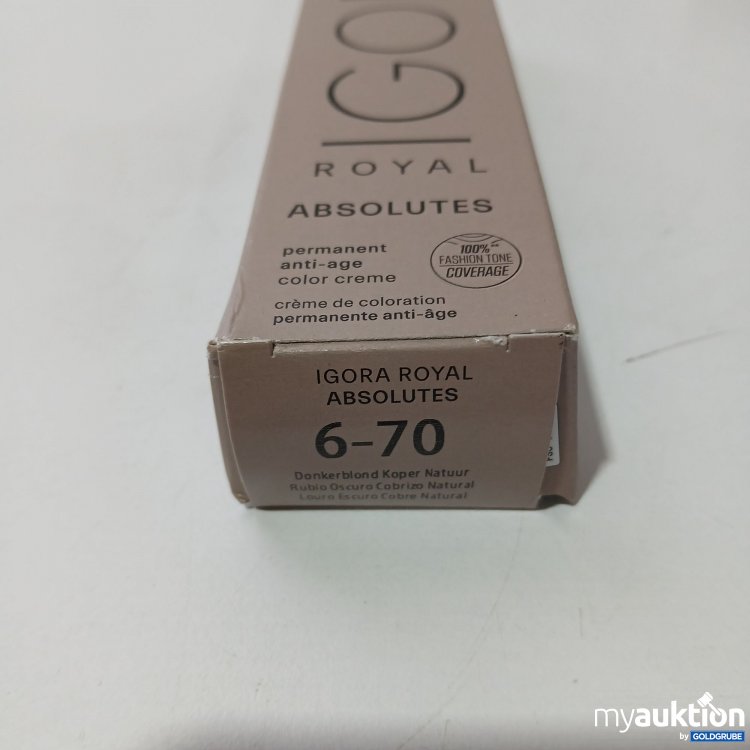 IGO
ROYAL
ABSOLUTES
permanent
anti-age
color creme
100%**
FASHION TONE
COVERAGE
crème de coloration
permanente anti-âge
IGORA ROYAL
ABSOLUTES
6-70
Donkerblond Koper Natuur
Rubio Oscuro Cobrizo Natural
Louro Escuro Cobre Natural
myauktion
by GOLDGRUBE